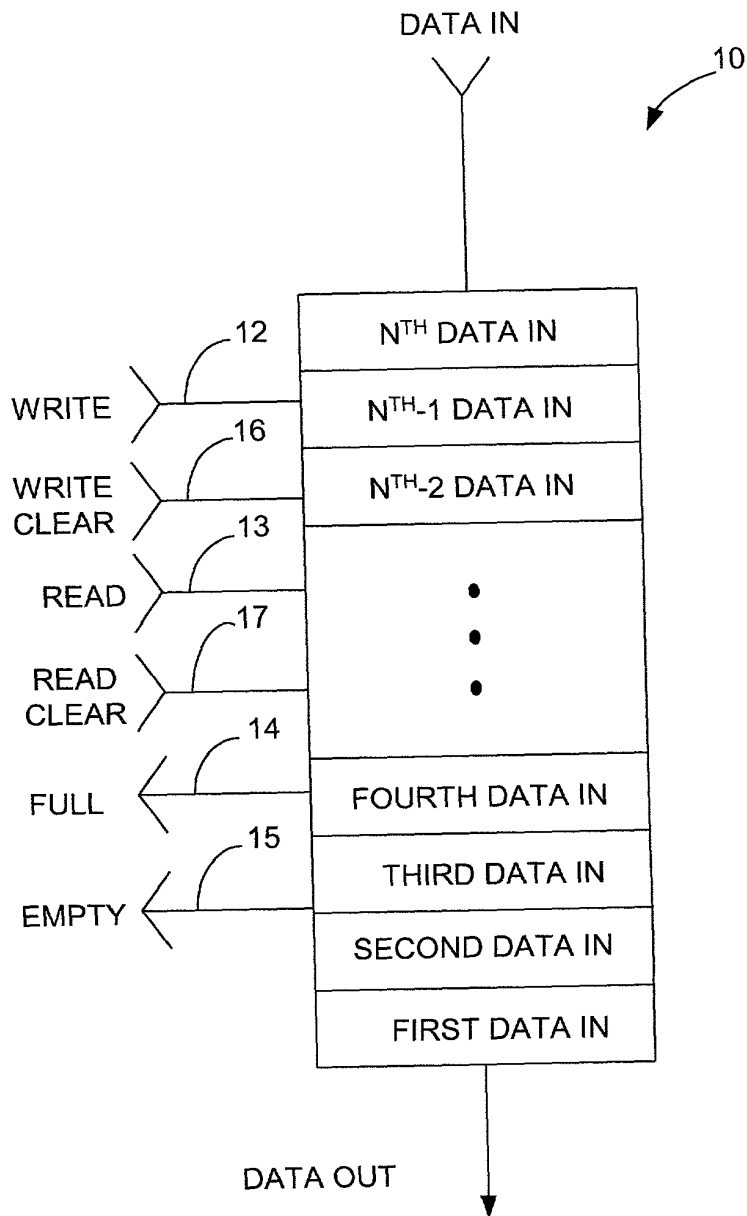 DATA IN
10
N^TH DATA IN
12
WRITE
N^TH-1 DATA IN
16
WRITE
CLEAR
N^TH-2 DATA IN
13
READ
17
READ
CLEAR
14
FULL
FOURTH DATA IN
15
EMPTY
THIRD DATA IN
SECOND DATA IN
FIRST DATA IN
DATA OUT